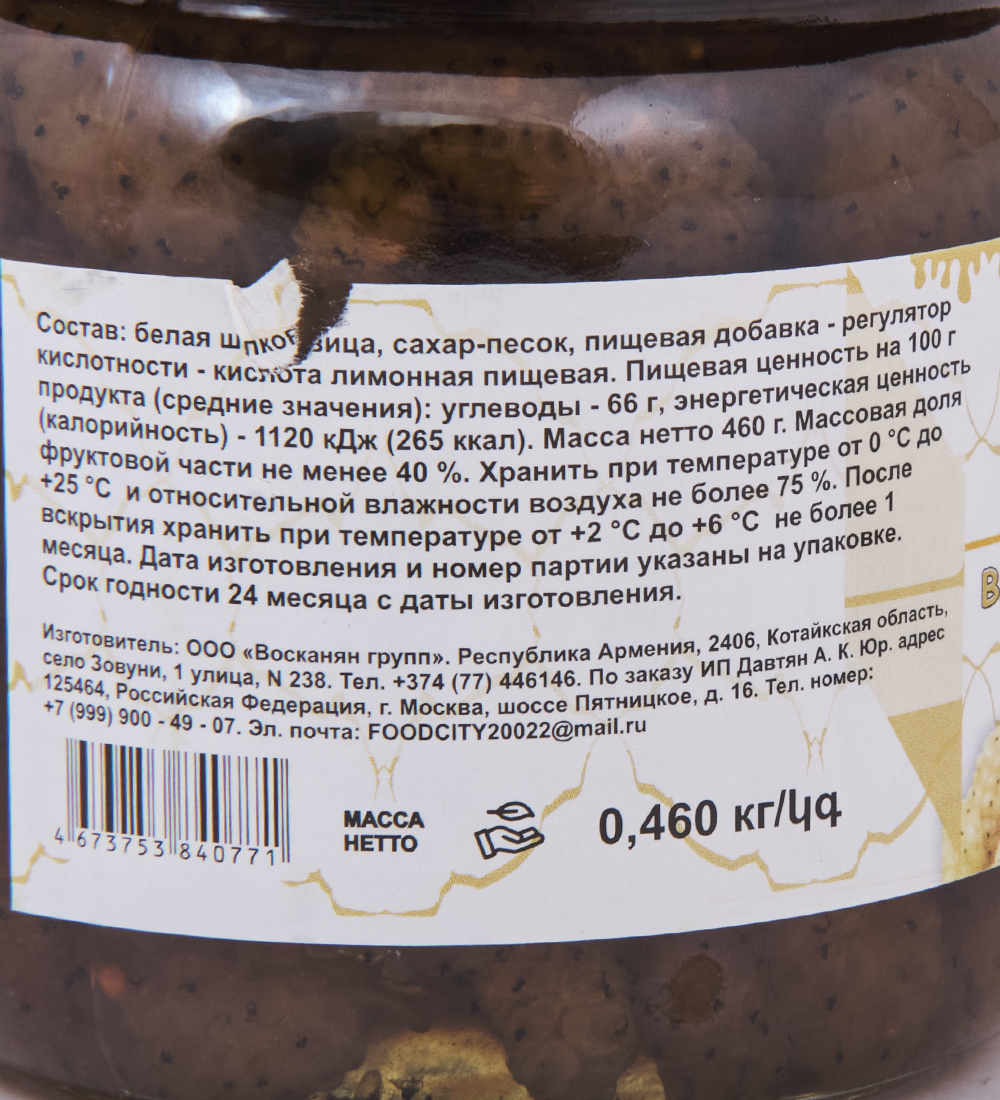 Состав: белая шелковица, сахар-песок, пищевая добавка - регулятор
кислотности - кислота лимонная пищевая. Пищевая ценность на 100 г
продукта (средние значения): углеводы - 66 г, энергетическая ценность
(калорийность) - 1120 кДж (265 ккал). Масса нетто 460 г. Массовая доля
фруктовой части не менее 40 %. Хранить при температуре от 0 °С до
+25 °С и относительной влажности воздуха не более 75 %. После
вскрытия хранить при температуре от +2 °С до +6 °С не более 1
месяца. Дата изготовления и номер партии указаны на упаковке.
Срок годности 24 месяца с даты изготовления.
Изготовитель: ООО «Восканян групп». Республика Армения, 2406, Котайкская область,
село Зовуни, 1 улица, N 238. Тел. +374 (77) 446146. По заказу ИП Давтян А. К. Юр. адрес
125464, Российская Федерация, г. Москва, шоссе Пятницкое, д. 16. Тел. номер:
+7 (999) 900 - 49 - 07. Эл. почта: FOODCITY20022@mail.ru
4 673753 840771
МАССА
НЕТТО
0,460 кг/կգ